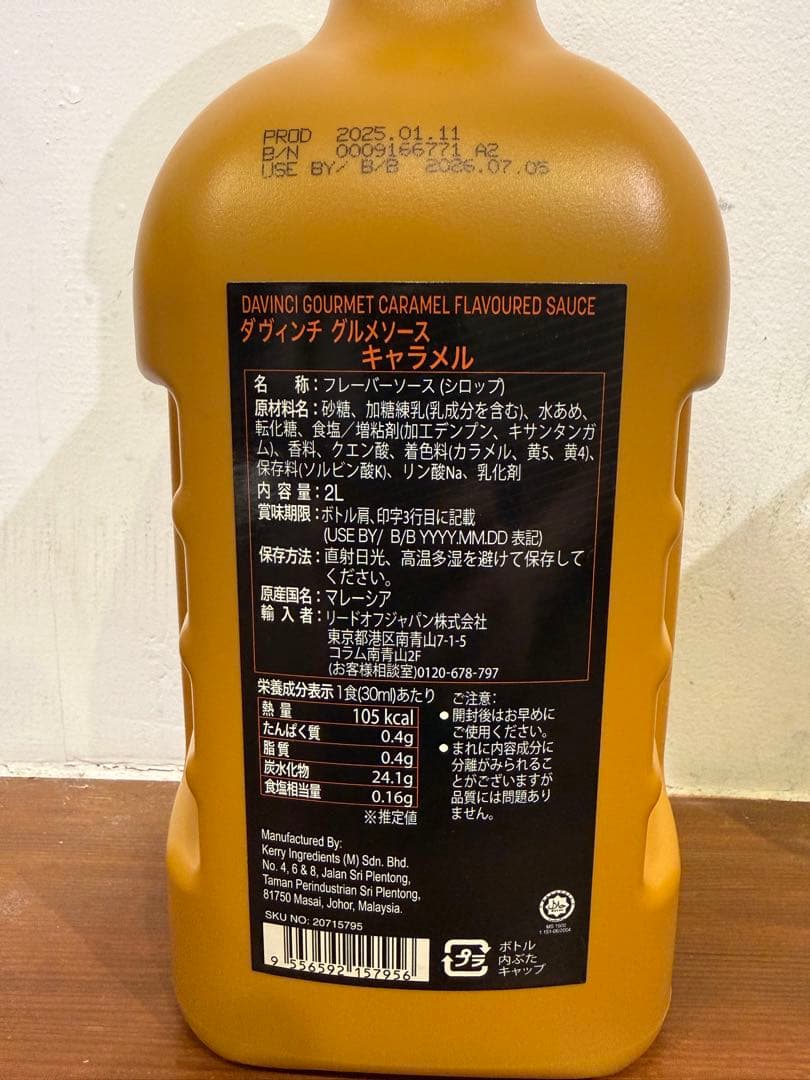 PROD 2025.01.11
B/N 0009166771 A2
USE BY/ B/B 2026.07.05
DAVINCI GOURMET CARAMEL FLAVOURED SAUCE
ダヴィンチ グルメソース
キャラメル
名 称：フレーバーソース (シロップ)
原材料名：砂糖、加糖練乳(乳成分を含む)、水あめ、
転化糖、食塩／増粘剤(加工デンプン、キサンタンガ
ム)、香料、クエン酸、着色料(カラメル、黄5、黄4)、
保存料(ソルビン酸K)、リン酸Na、乳化剤
内 容 量：2L
賞味期限：ボトル肩、印字3行目に記載
(USE BY/ B/B YYYY.MM.DD 表記)
保存方法：直射日光、高温多湿を避けて保存して
ください。
原産国名：マレーシア
輸 入 者：リードオフジャパン株式会社
東京都港区南青山7-1-5
コラム南青山2F
(お客様相談室)0120-678-797
栄養成分表示 1食(30ml)あたり
熱 量 105 kcal
たんぱく質 0.4g
脂 質 0.4g
炭水化物 24.1g
食塩相当量 0.16g
※推定値
ご注意：
●開封後はお早めに
ご使用ください。
●まれに内容成分に
分離がみられるこ
とがございますが
品質には問題あり
ません。
Manufactured By:
Kerry Ingredients (M) Sdn. Bhd.
No. 4, 6 & 8, Jalan Sri Plentong,
Taman Perindustrian Sri Plentong,
81750 Masai, Johor, Malaysia.
SKU NO: 20715795
9 556592 157956
プラ
ボトル
内ぶた
キャップ
MS 1500